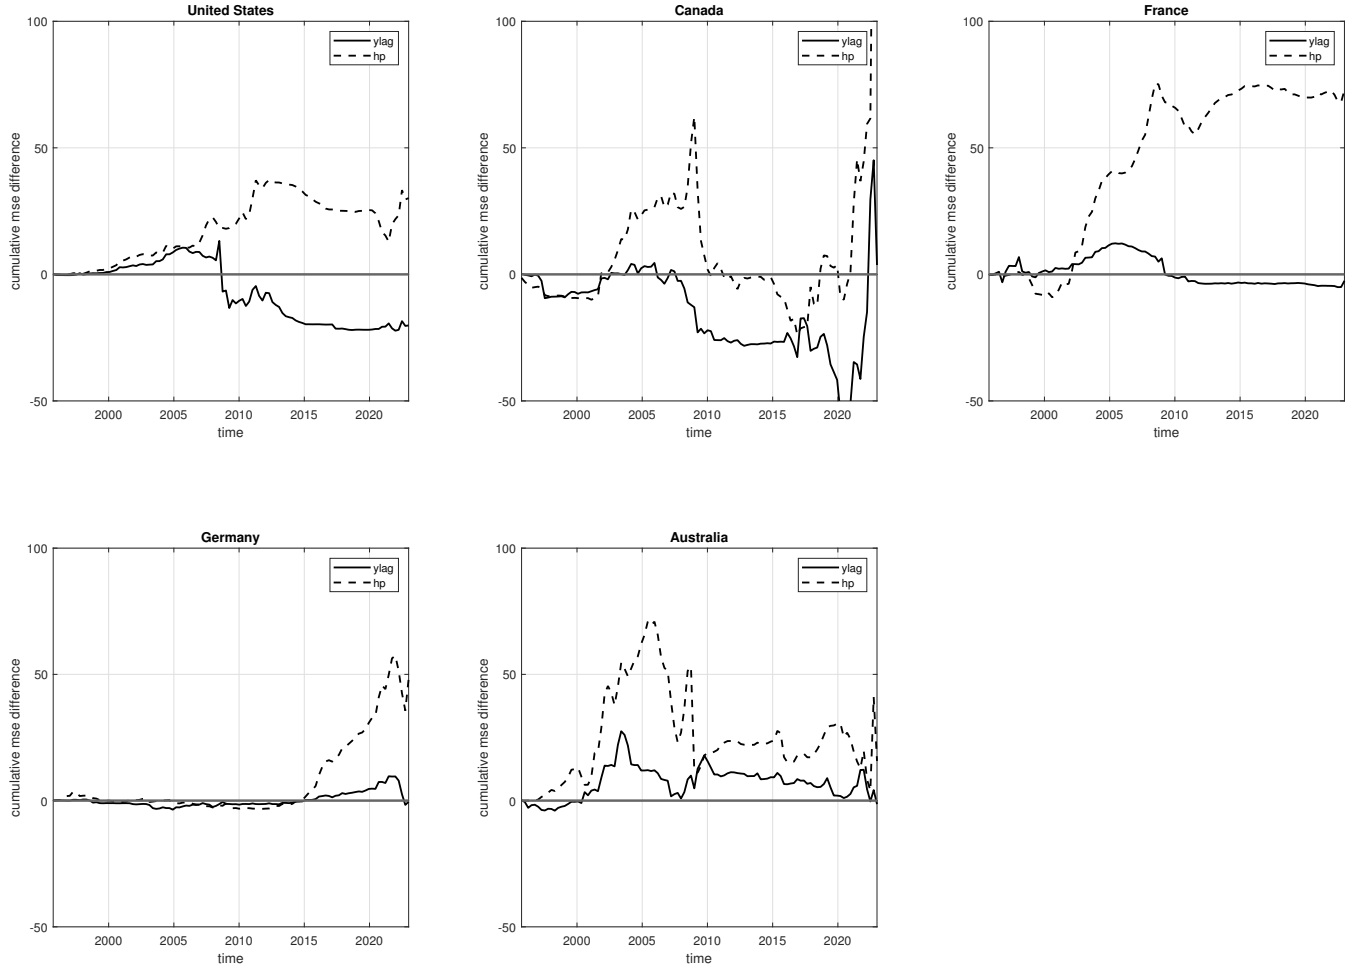 United States
100
50
0
-50
cumulative mse difference
ylag
hp
2000 2005 2010 2015 2020
time
Canada
100
50
0
-50
cumulative mse difference
ylag
hp
2000 2005 2010 2015 2020
time
France
100
50
0
-50
cumulative mse difference
ylag
hp
2000 2005 2010 2015 2020
time
Germany
100
50
0
-50
cumulative mse difference
ylag
hp
2000 2005 2010 2015 2020
time
Australia
100
50
0
-50
cumulative mse difference
ylag
hp
2000 2005 2010 2015 2020
time